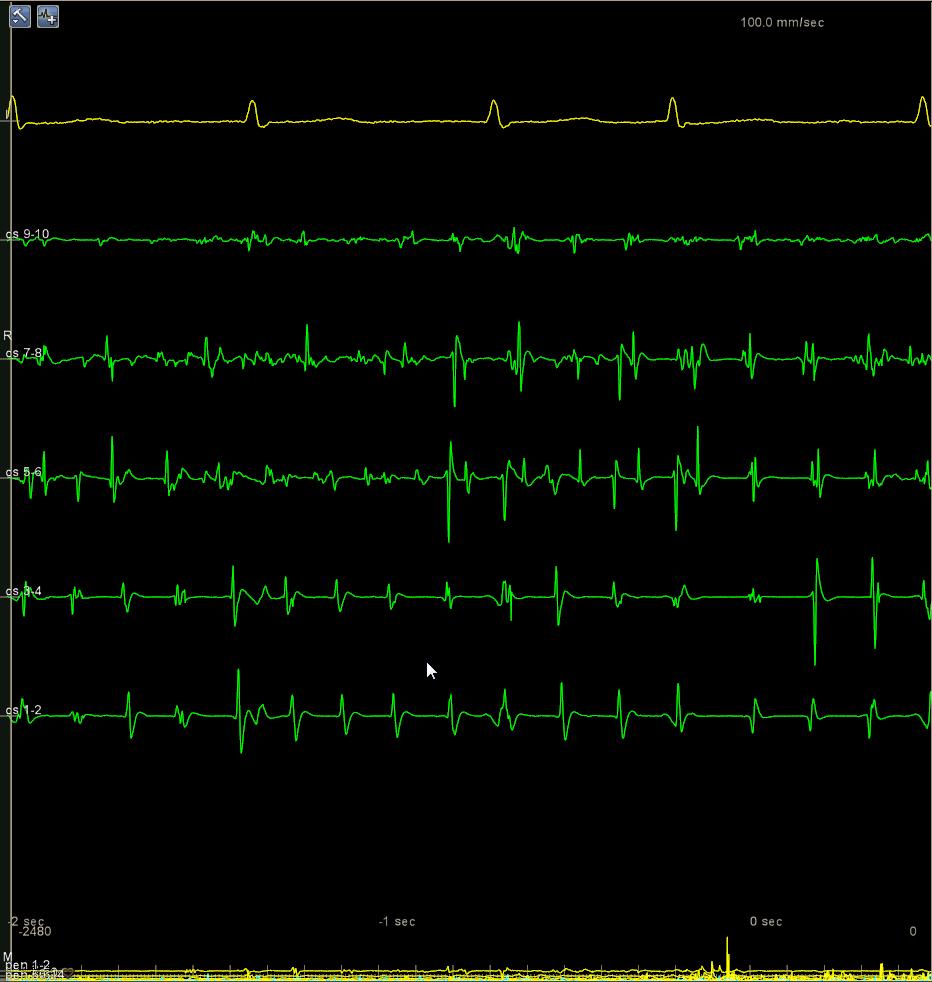 100.0 mm/sec
cs 9-10
R
cs 7-8
cs 5-6
cs 3-4
cs 1-2
-2 sec
-1 sec
0 sec
-2480
0
M
pen 1-2